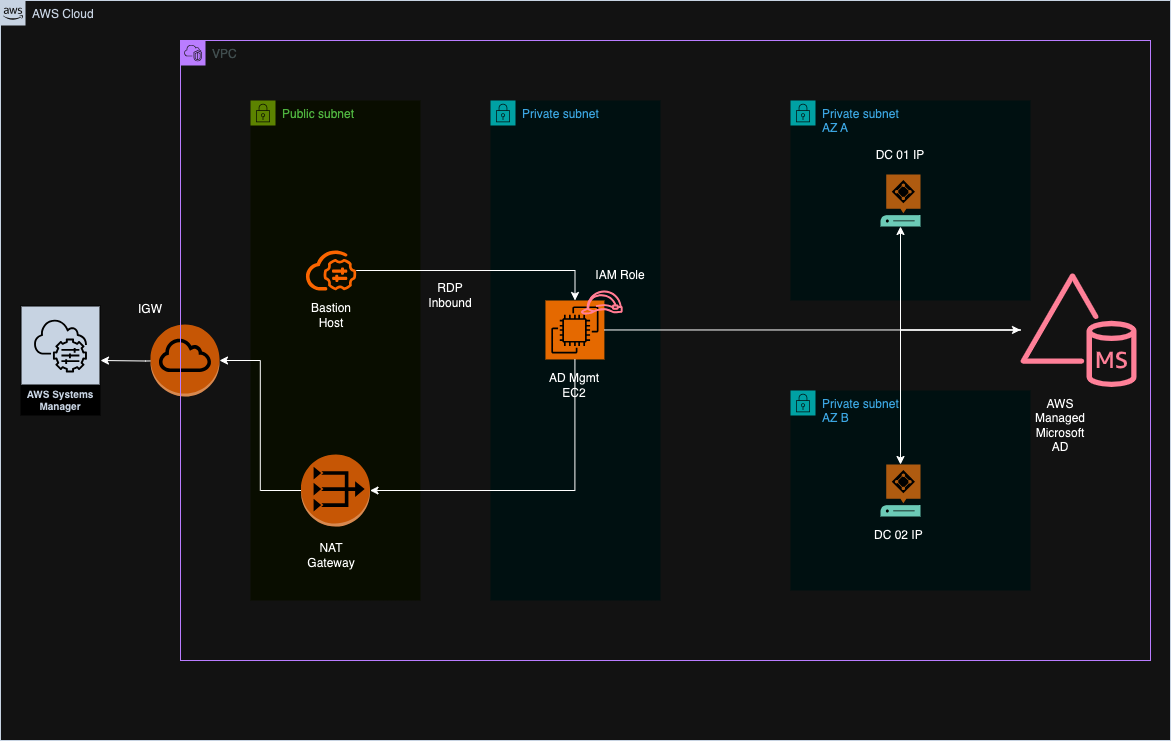 aws
AWS Cloud
VPC
Public subnet
Private subnet
Private subnet
AZ A
DC 01 IP
IAM Role
RDP
Inbound
Bastion
Host
IGW
AD Mgmt
EC2
AWS Systems
Manager
MS
AWS
Managed
Microsoft
AD
Private subnet
AZ B
DC 02 IP
NAT
Gateway